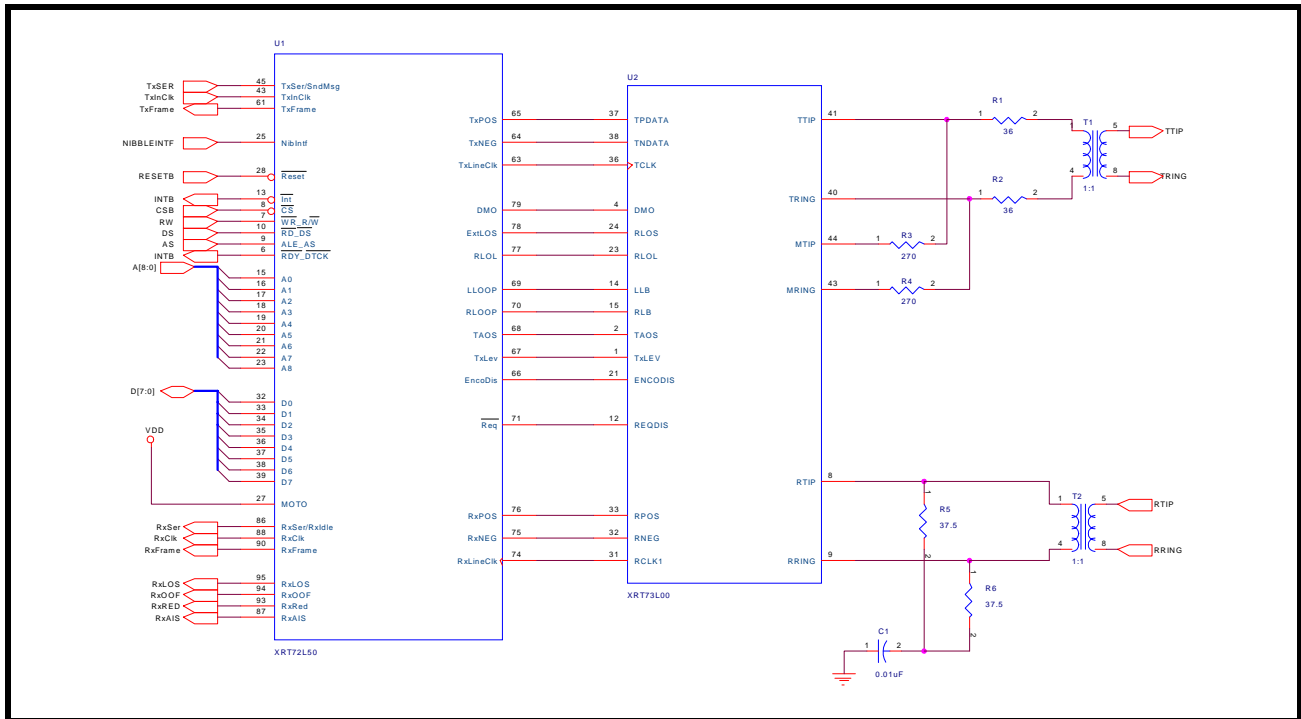 U1
TxSER 45 TxSer/SndMsg
TxInClk 43 TxInClk
TxFrame 61 TxFrame
NIBBLEINTF 25 NibIntf
RESETB 28 Reset
INTB 13 Int
CSB 8 CS
RW 7 WR_R/W
DS 10 RD_DS
AS 9 ALE_AS
INTB 6 RDY_DTCK
A[8:0]
15 A0
16 A1
17 A2
18 A3
19 A4
20 A5
21 A6
22 A7
23 A8
D[7:0]
32 D0
33 D1
34 D2
35 D3
36 D4
37 D5
38 D6
39 D7
VDD
27 MOTO
RxSer 86 RxSer/RxIdle
RxClk 88 RxClk
RxFrame 90 RxFrame
RxLOS 95 RxLOS
RxOOF 94 RxOOF
RxRED 93 RxRed
RxAIS 87 RxAIS
XRT72L50
U2
TxPOS 65 37 TPDATA
TxNEG 64 38 TNDATA
TxLineClk 63 36 TCLK
DMO 79 4 DMO
ExtLOS 78 24 RLOS
RLOL 77 23 RLOL
LLOOP 69 14 LLB
RLOOP 70 15 RLB
TAOS 68 2 TAOS
TxLev 67 1 TxLEV
EncoDis 66 21 ENCODIS
Req 71 12 REQDIS
RxPOS 76 33 RPOS
RxNEG 75 32 RNEG
RxLineClk 74 31 RCLK1
XRT73L00
TTIP 41
TRING 40
MTIP 44
MRING 43
RTIP 8
RRING 9
R1
1 2
36
R2
1 2
36
1 R3 2
270
1 R4 2
270
T1
1 5
4 8
1:1
TTIP
TRING
1
R5
37.5
2
1
R6
37.5
2
T2
1 5
4 8
1:1
RTIP
RRING
C1
1 2
0.01uF